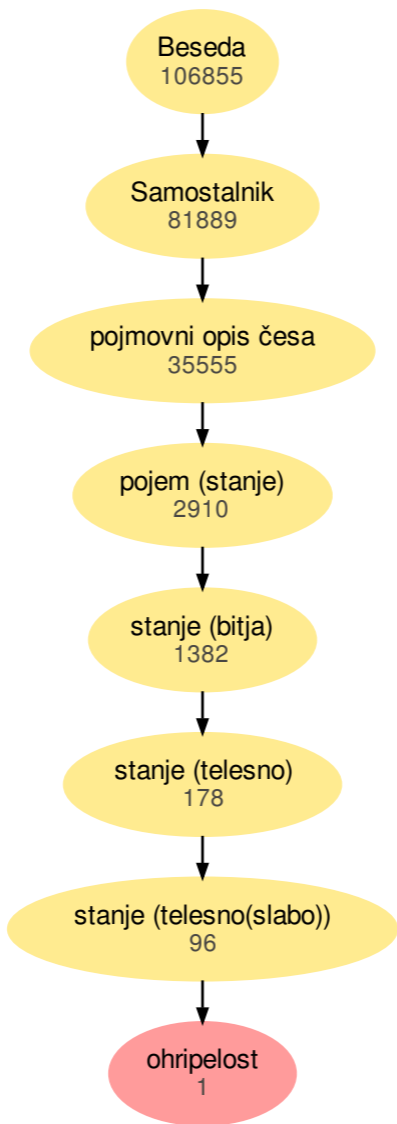 Beseda
106855
Samostalnik
81889
pojmovni opis česa
35555
pojem (stanje)
2910
stanje (bitja)
1382
stanje (telesno)
178
stanje (telesno(slabo))
96
ohripelost
1